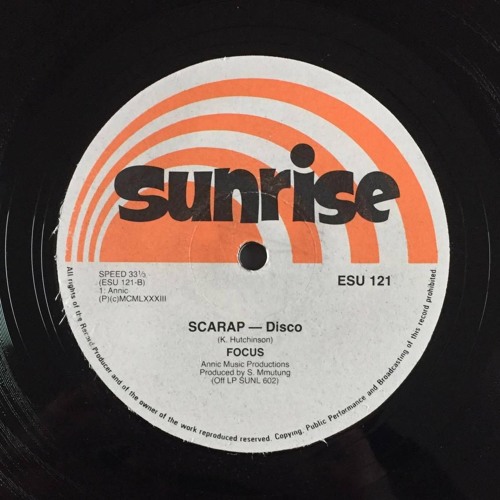 sunrise
SPEED 33⅓
(ESU 121-B)
1: Annic
(P)(c)MCMLXXXIII
ESU 121
SCARAP — Disco
(K. Hutchinson)
FOCUS
Annic Music Productions
Produced by S. Mmutung
(Off LP SUNL 602)
All rights of the Record Producer and of the owner of the work reproduced reserved. Copying, Public Performance and Broadcasting of this record prohibited.